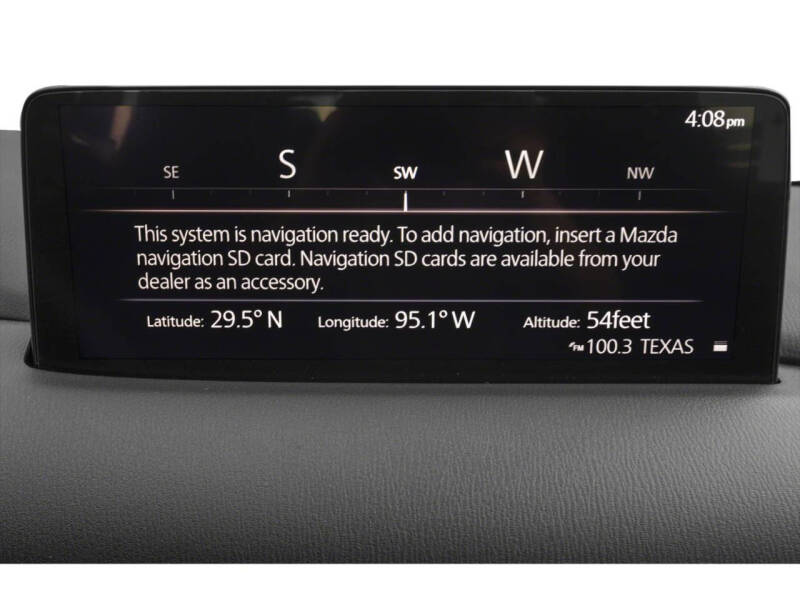 4:08pm
SE S SW W NW
This system is navigation ready. To add navigation, insert a Mazda
navigation SD card. Navigation SD cards are available from your
dealer as an accessory.
Latitude: 29.5° N Longitude: 95.1° W Altitude: 54feet
FM 100.3 TEXAS